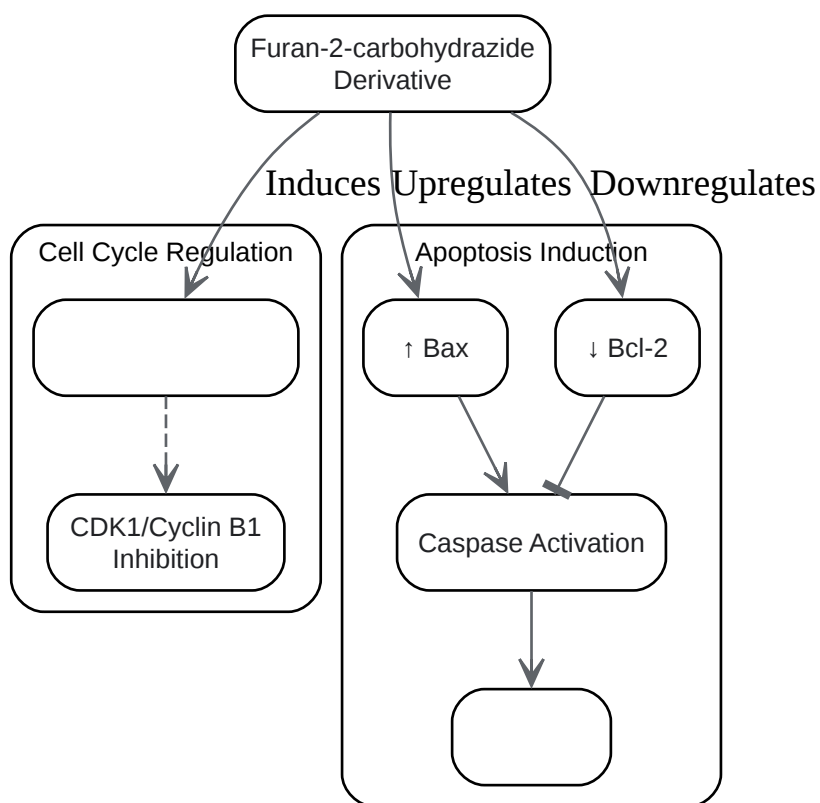 Furan-2-carbohydrazide
Derivative
Induces
Upregulates
Downregulates
Cell Cycle Regulation
Apoptosis Induction
↑ Bax
↓ Bcl-2
CDK1/Cyclin B1
Inhibition
Caspase Activation